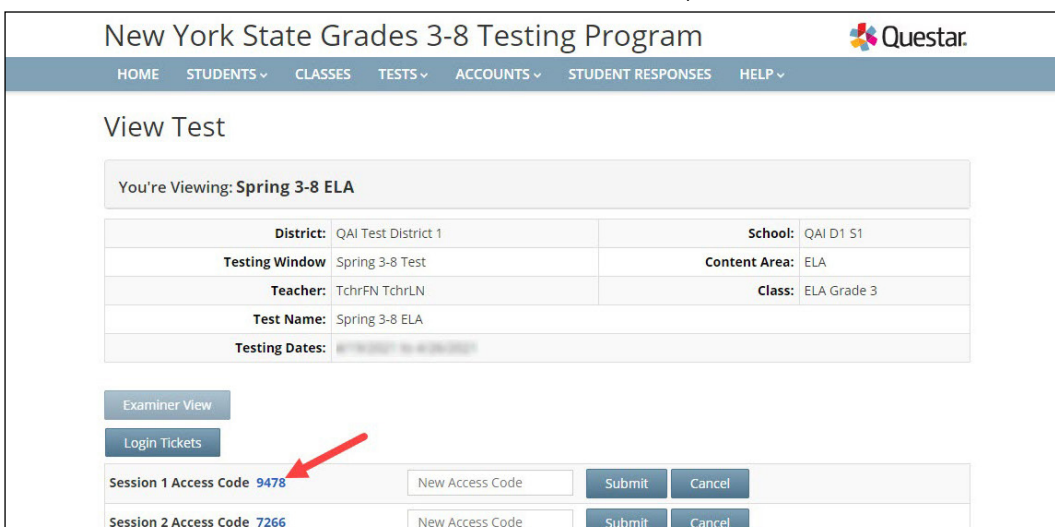 New York State Grades 3-8 Testing Program Questar.
HOME STUDENTS CLASSES TESTS ACCOUNTS STUDENT RESPONSES HELP
View Test
You're Viewing: Spring 3-8 ELA
District: QAI Test District 1 School: QAI D1 S1
Testing Window Spring 3-8 Test Content Area: ELA
Teacher: TchrFN TchrLN Class: ELA Grade 3
Test Name: Spring 3-8 ELA
Testing Dates:
Examiner View
Login Tickets
Session 1 Access Code 9478 New Access Code Submit Cancel
Session 2 Access Code 7266 New Access Code Submit Cancel